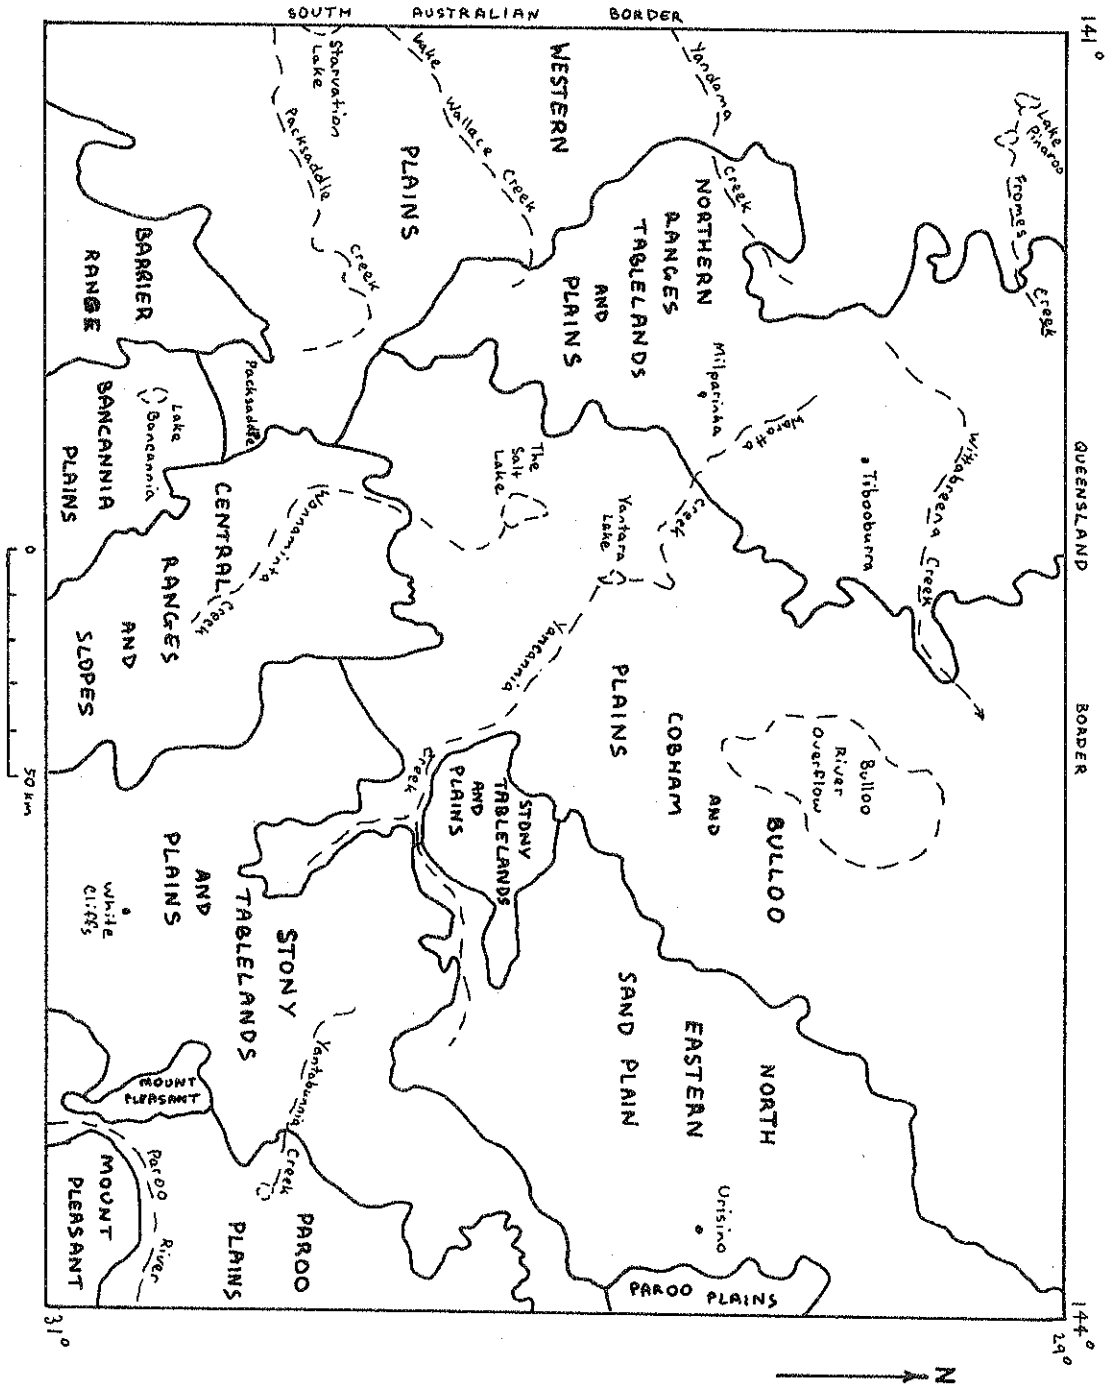 141°
QUEENSLAND
BORDER
144°
29°
N
SOUTH
AUSTRALIAN
BORDER
Lake
Pinaroo
Fromes
Creek
Yandama
Creek
WESTERN
PLAINS
Lake
Wallace
Creek
Starvation
Lake
Packsaddle
Creek
NORTHERN
RANGES
TABLELANDS
AND
PLAINS
Milparinka
Waratta
Creek
Tibooburra
Wittabreena
Creek
Yantara
Lake
The
Salt
Lake
Bulloo
River
Overflow
BULLOO
AND
COBHAM
PLAINS
Yancannia
Creek
STONY
TABLELANDS
AND
PLAINS
NORTH
EASTERN
SAND PLAIN
Urisino
PAROO PLAINS
BARRIER
RANGE
Packsaddle
Lake
Bancannia
BANCANNIA
PLAINS
Wannaminta
Creek
CENTRAL
RANGES
AND
SLOPES
STONY
TABLELANDS
AND
PLAINS
White
Cliffs
Yantabunnia
Creek
MOUNT
PLEASANT
Paroo
River
PAROO
PLAINS
MOUNT
PLEASANT
31°
0
50 km